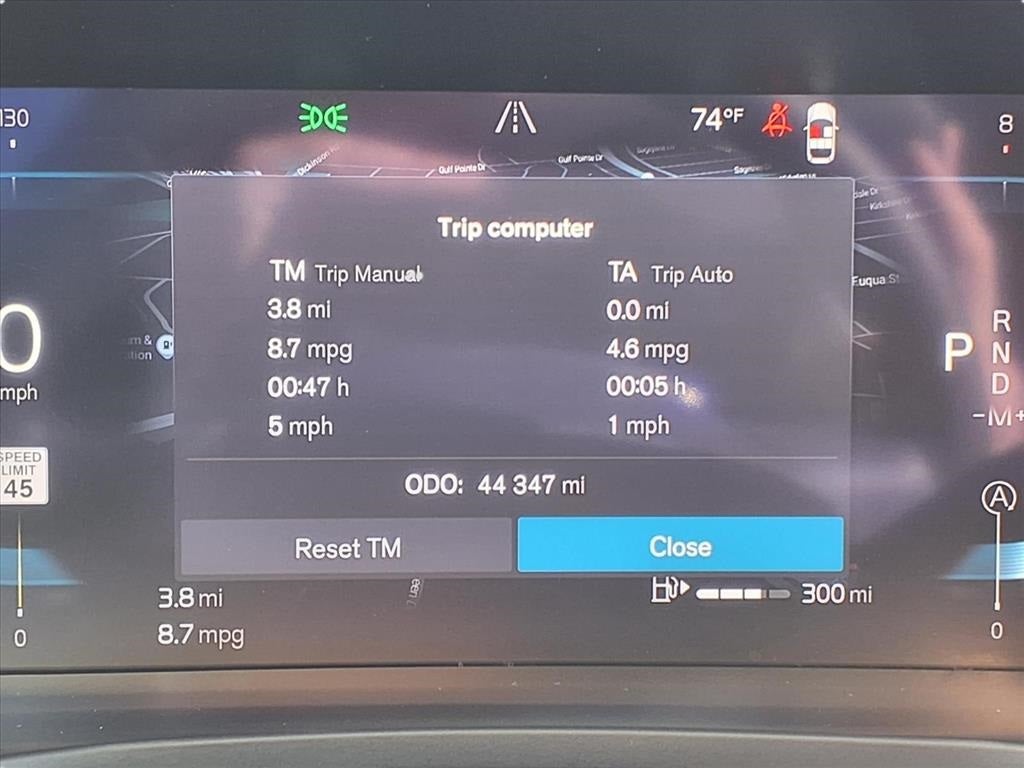 130
74°F
8
Dickinson
Gulf Pointe Dr
Gulf Pointe Dr
Trip computer
TM Trip Manual
TA Trip Auto
3.8 mi
0.0 mi
8.7 mpg
4.6 mpg
00:47 h
00:05 h
5 mph
1 mph
ODO: 44 347 mi
Reset TM
Close
Fuqua St
0
mph
P
R
N
D
-M+
SPEED
LIMIT
45
A
3.8 mi
8.7 mpg
300 mi
0
0